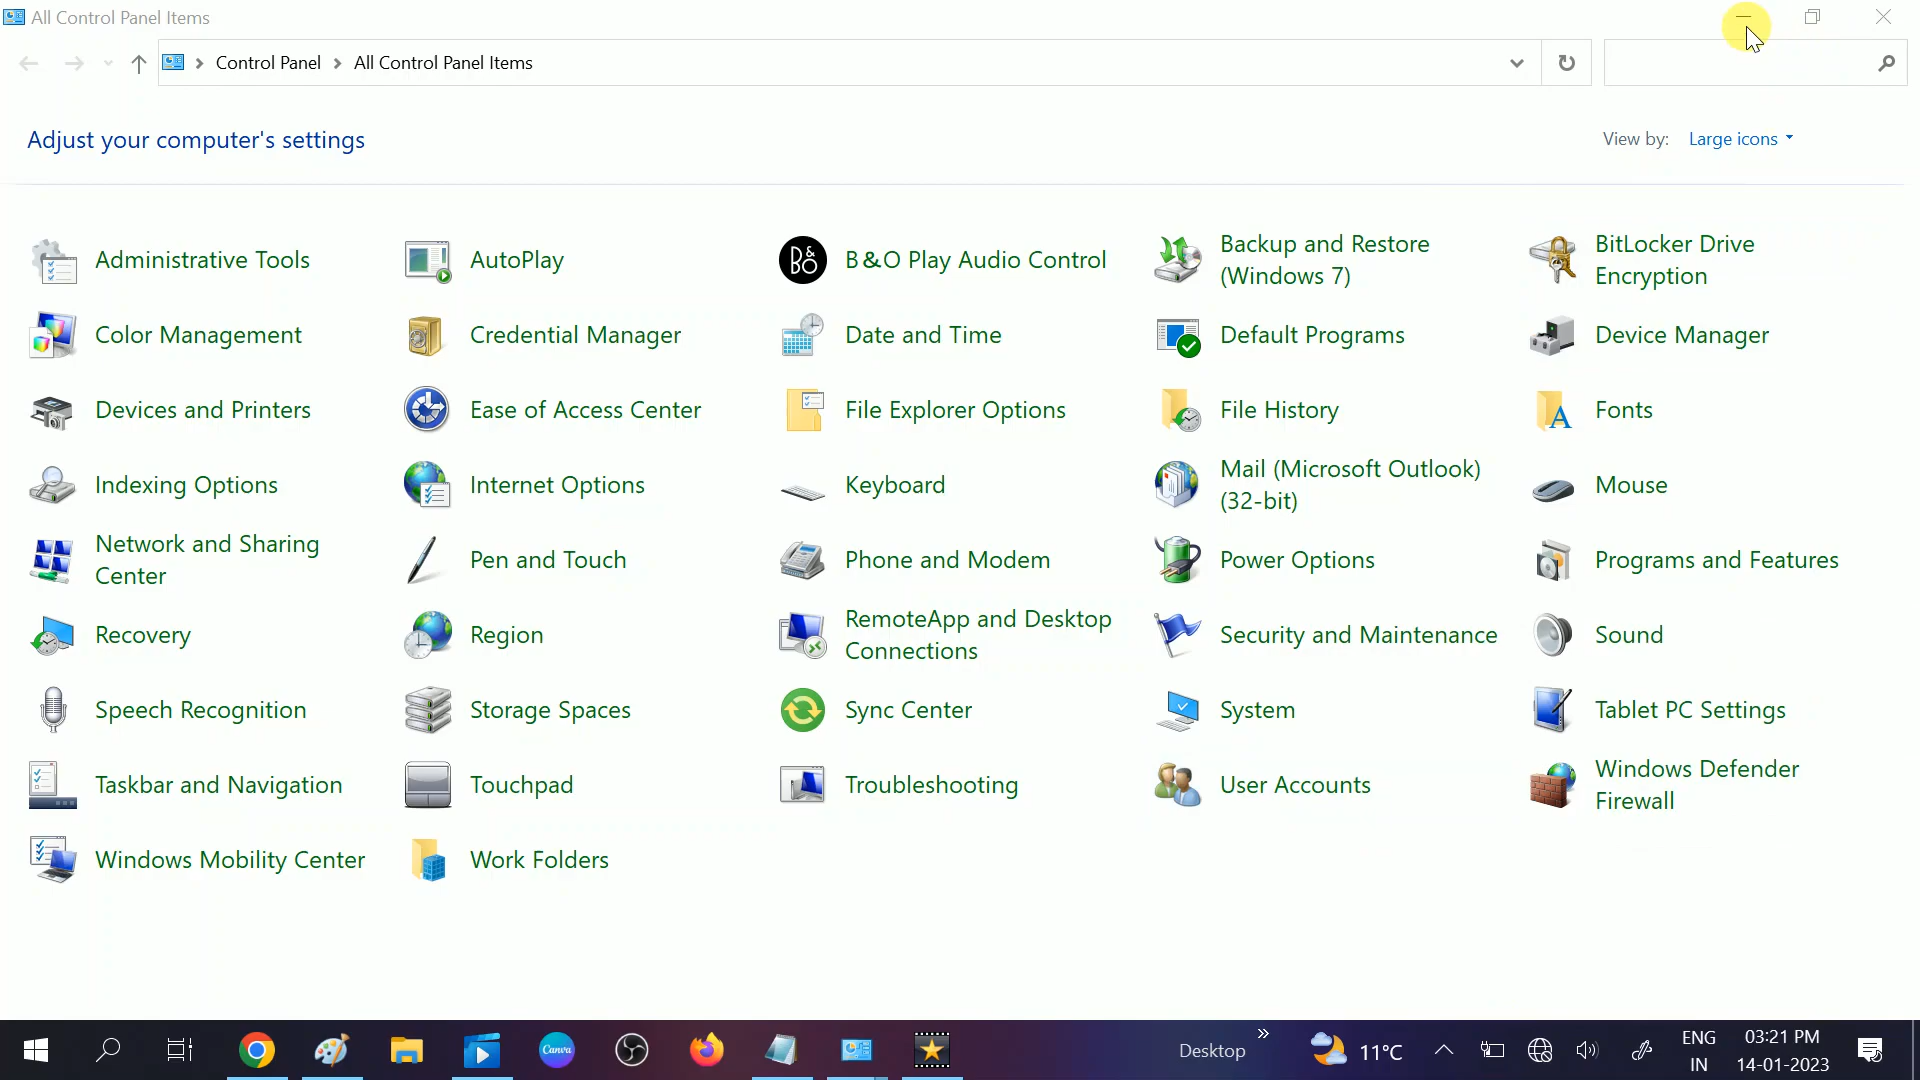 All Control Panel Items
Control Panel All Control Panel Items
Adjust your computer's settings
View by: Large icons
Administrative Tools
AutoPlay
B&O
B&O Play Audio Control
Backup and Restore
(Windows 7)
BitLocker Drive
Encryption
Color Management
Credential Manager
Date and Time
Default Programs
Device Manager
Devices and Printers
Ease of Access Center
File Explorer Options
File History
Fonts
Indexing Options
Internet Options
Keyboard
Mail (Microsoft Outlook)
(32-bit)
Mouse
Network and Sharing
Center
Pen and Touch
Phone and Modem
Power Options
Programs and Features
Recovery
Region
RemoteApp and Desktop
Connections
Security and Maintenance
Sound
Speech Recognition
Storage Spaces
Sync Center
System
Tablet PC Settings
Taskbar and Navigation
Touchpad
Troubleshooting
User Accounts
Windows Defender
Firewall
Windows Mobility Center
Work Folders
Canva
Desktop
11°C
ENG
IN
03:21 PM
14-01-2023